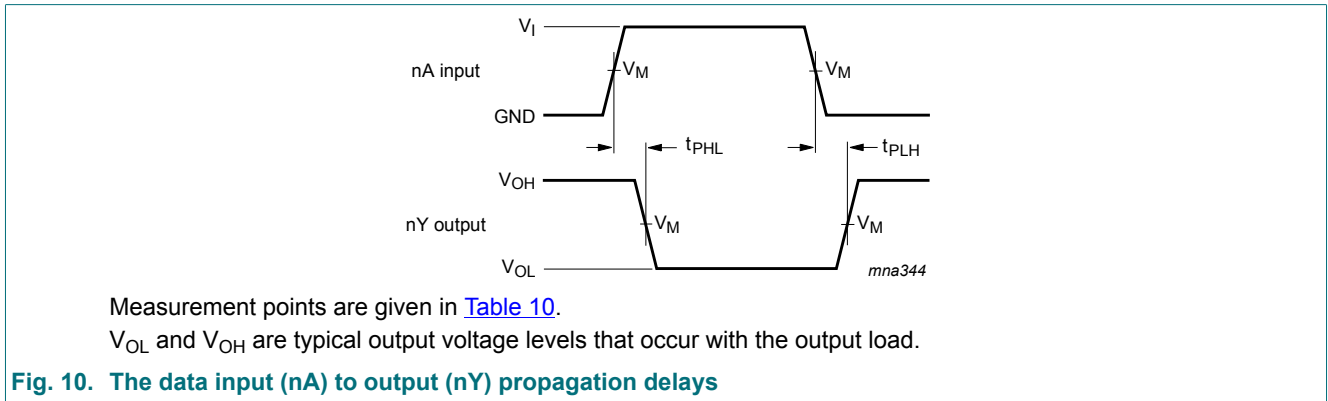 V_I
nA input
V_M
V_M
GND
t_PHL
t_PLH
V_OH
nY output
V_M
V_M
V_OL
mna344
Measurement points are given in Table 10.
V_OL and V_OH are typical output voltage levels that occur with the output load.
Fig. 10. The data input (nA) to output (nY) propagation delays